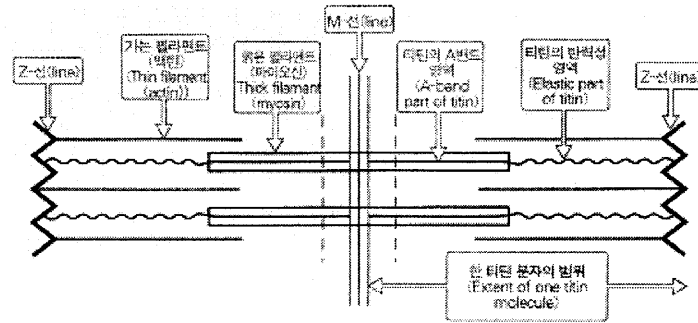 M-선(line)
Z-선(line)
가는 필라멘트
(액틴)
(Thin filament
(actin))
굵은 필라멘트
(마이오신)
Thick filament
(myosin)
티틴의 A밴드
영역
(A-band
part of titin)
티틴의 탄력성
영역
(Elastic part
of titin)
Z-선(line)
한 티틴 분자의 범위
(Extent of one titin
molecule)